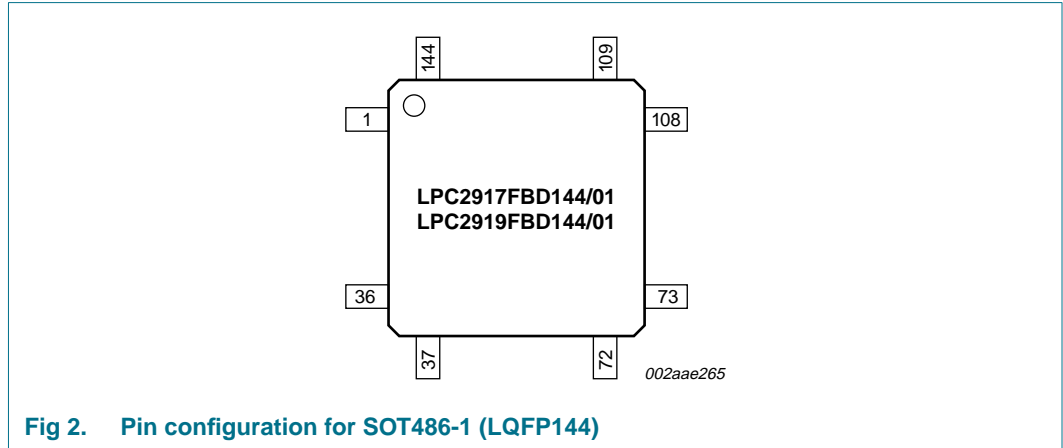 144
109
1
108
LPC2917FBD144/01
LPC2919FBD144/01
36
73
37
72
002aae265
Fig 2. Pin configuration for SOT486-1 (LQFP144)